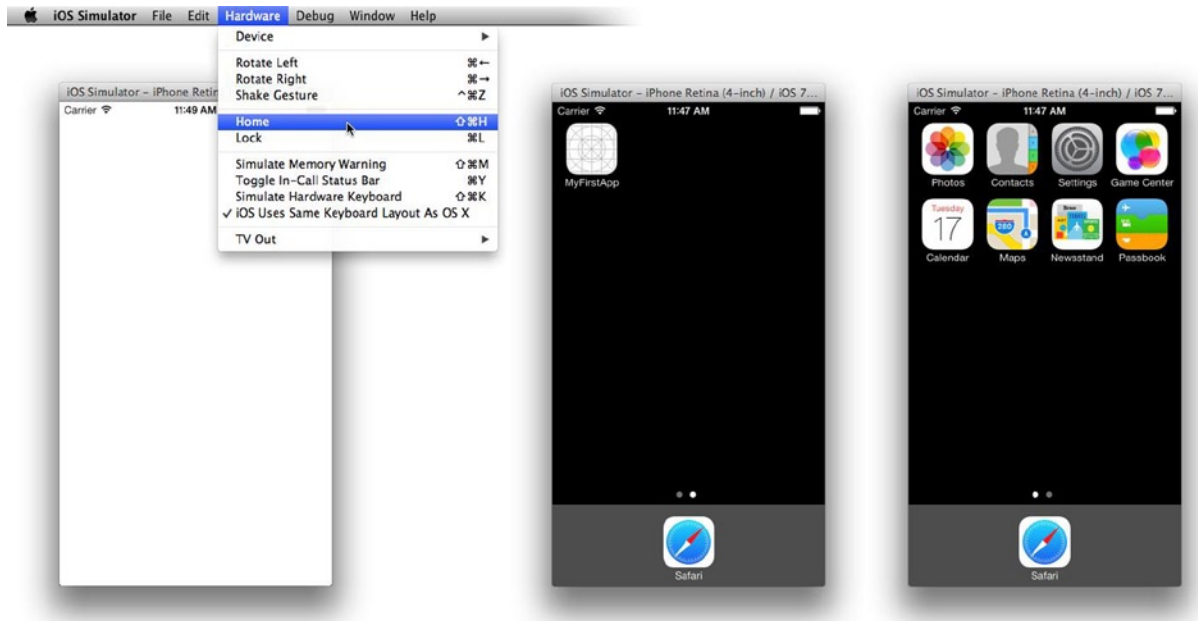 iOS Simulator File Edit Hardware Debug Window Help
Device
Rotate Left ⌘←
Rotate Right ⌘→
Shake Gesture ^⌘Z
Home ⇧⌘H
Lock ⌘L
Simulate Memory Warning ⇧⌘M
Toggle In-Call Status Bar ⌘Y
Simulate Hardware Keyboard ⇧⌘K
✓ iOS Uses Same Keyboard Layout As OS X
TV Out
iOS Simulator – iPhone Retin
Carrier 11:49 AM
iOS Simulator – iPhone Retina (4-inch) / iOS 7...
Carrier 11:47 AM
MyFirstApp
Safari
iOS Simulator – iPhone Retina (4-inch) / iOS 7...
Carrier 11:47 AM
Photos Contacts Settings Game Center
Tuesday
17
280
Calendar Maps Newsstand Passbook
Safari